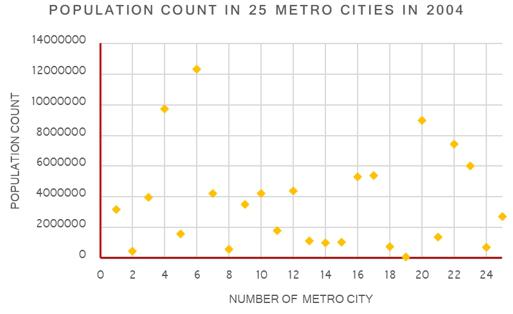 POPULATION COUNT IN 25 METRO CITIES IN 2004
14000000
12000000
10000000
8000000
6000000
4000000
2000000
0
POPULATION COUNT
0 2 4 6 8 10 12 14 16 18 20 22 24
NUMBER OF METRO CITY